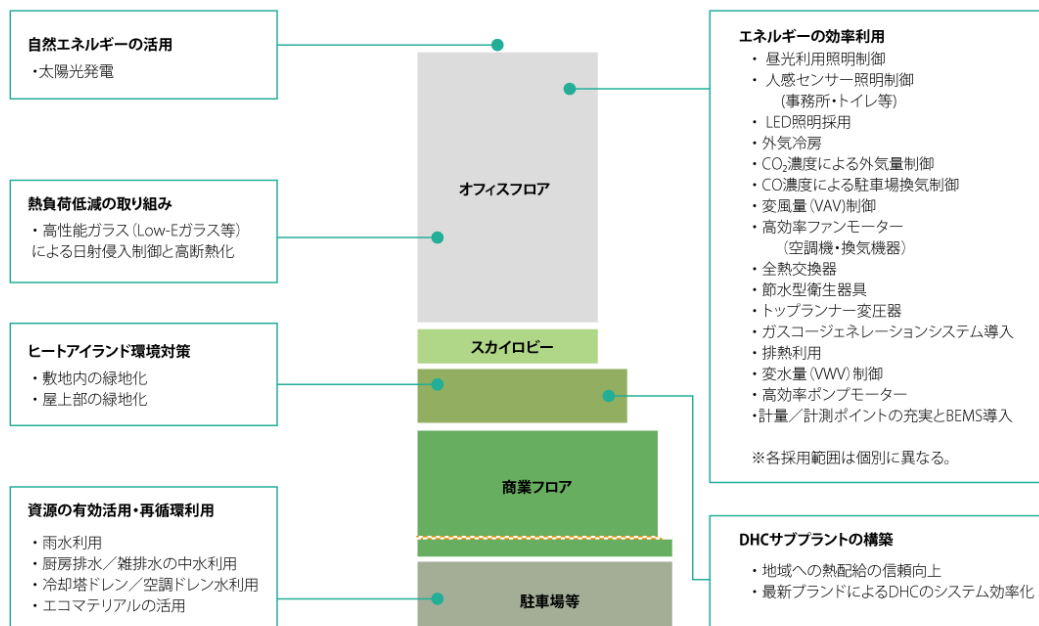 自然エネルギーの活用
・太陽光発電
熱負荷低減の取り組み
・高性能ガラス(Low-Eガラス等)
による日射侵入制御と高断熱化
ヒートアイランド環境対策
・敷地内の緑地化
・屋上部の緑地化
資源の有効活用・再循環利用
・雨水利用
・厨房排水／雑排水の中水利用
・冷却塔ドレン／空調ドレン水利用
・エコマテリアルの活用
オフィスフロア
スカイロビー
商業フロア
駐車場等
エネルギーの効率利用
・昼光利用照明制御
・人感センサー照明制御
(事務所・トイレ等)
・LED照明採用
・外気冷房
・CO₂濃度による外気量制御
・CO濃度による駐車場換気制御
・変風量(VAV)制御
・高効率ファンモーター
（空調機・換気機器）
・全熱交換器
・節水型衛生器具
・トップランナー変圧器
・ガスコージェネレーションシステム導入
・排熱利用
・変水量(VWV)制御
・高効率ポンプモーター
・計量／計測ポイントの充実とBEMS導入
※各採用範囲は個別に異なる。
DHCサブプラントの構築
・地域への熱配給の信頼向上
・最新ブランドによるDHCのシステム効率化